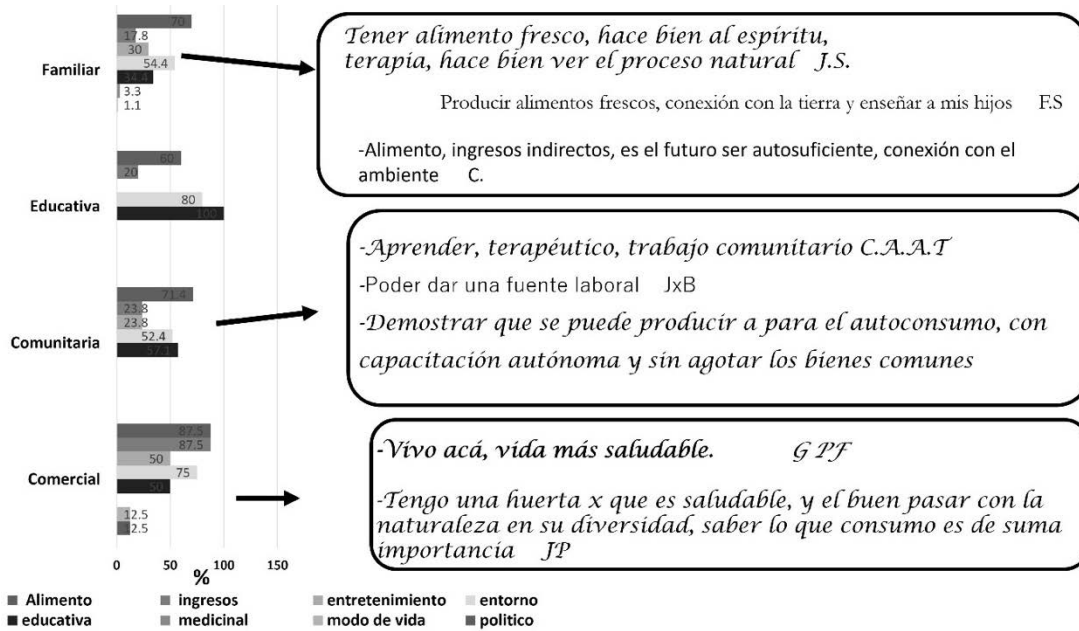 Familiar
70
17.8
30
54.4
34.4
3.3
1.1
Tener alimento fresco, hace bien al espíritu,
terapia, hace bien ver el proceso natural J.S.
Producir alimentos frescos, conexión con la tierra y enseñar a mis hijos F.S
-Alimento, ingresos indirectos, es el futuro ser autosuficiente, conexión con el
ambiente C.
Educativa
60
20
80
100
Comunitaria
71.4
23.8
23.8
52.4
57.1
-Aprender, terapéutico, trabajo comunitario C.A.A.T
-Poder dar una fuente laboral JxB
-Demostrar que se puede producir a para el autoconsumo, con
capacitación autónoma y sin agotar los bienes comunes
Comercial
87.5
87.5
50
75
50
12.5
12.5
-Vivo acá, vida más saludable. G PF
-Tengo una huerta x que es saludable, y el buen pasar con la
naturaleza en su diversidad, saber lo que consumo es de suma
importancia JP
0 50 100 150
%
Alimento ingresos entretenimiento entorno
educativa medicinal modo de vida politico